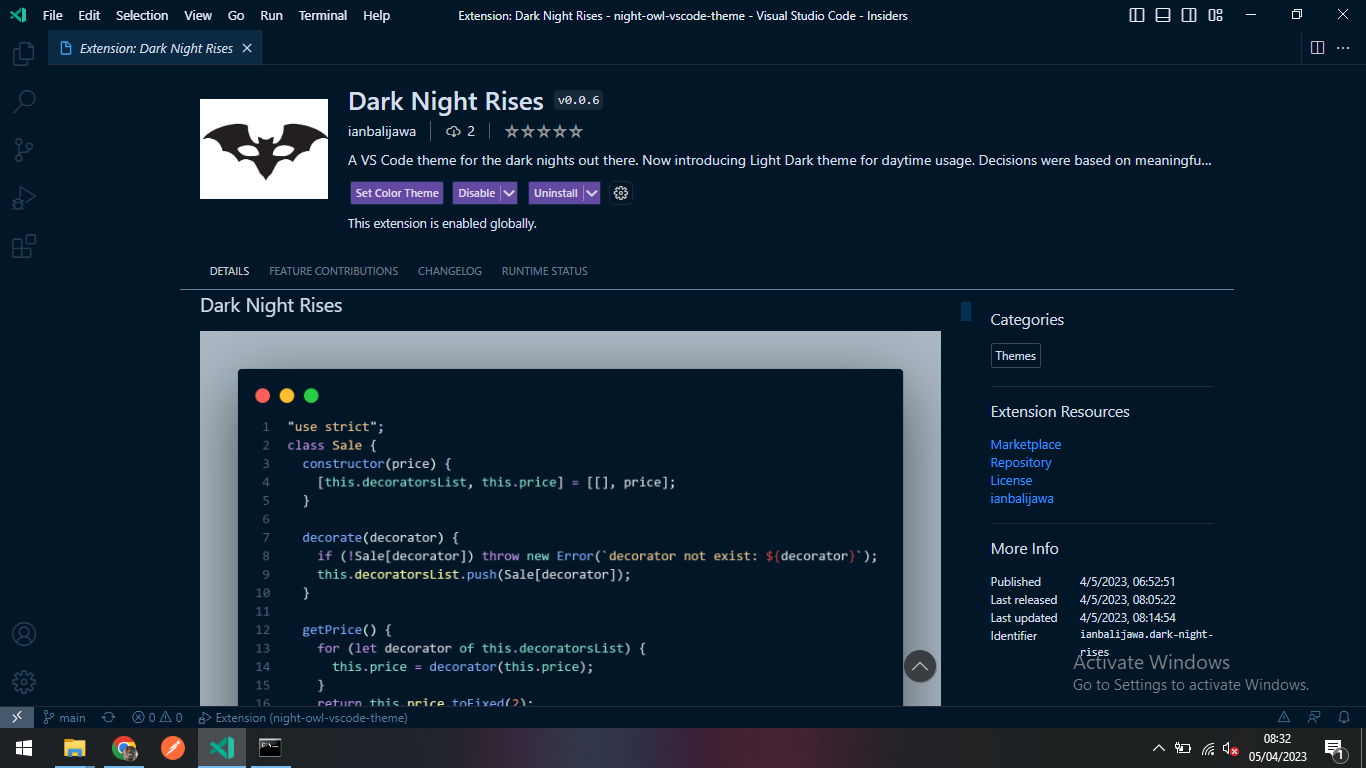 File Edit Selection View Go Run Terminal Help Extension: Dark Night Rises - night-owl-vscode-theme - Visual Studio Code - Insiders
Extension: Dark Night Rises
Dark Night Rises v0.0.6
ianbalijawa 2
A VS Code theme for the dark nights out there. Now introducing Light Dark theme for daytime usage. Decisions were based on meaningfu...
Set Color Theme Disable Uninstall
This extension is enabled globally.
DETAILS FEATURE CONTRIBUTIONS CHANGELOG RUNTIME STATUS
Dark Night Rises
1 "use strict";
2 class Sale {
3 constructor(price) {
4 [this.decoratorsList, this.price] = [[], price];
5 }
6
7 decorate(decorator) {
8 if (!Sale[decorator]) throw new Error(`decorator not exist: ${decorator}`);
9 this.decoratorsList.push(Sale[decorator]);
10 }
11
12 getPrice() {
13 for (let decorator of this.decoratorsList) {
14 this.price = decorator(this.price);
15 }
16 return this.price.toFixed(2);
Categories
Themes
Extension Resources
Marketplace
Repository
License
ianbalijawa
More Info
Published 4/5/2023, 06:52:51
Last released 4/5/2023, 08:05:22
Last updated 4/5/2023, 08:14:54
Identifier ianbalijawa.dark-night-
rises
Activate Windows
Go to Settings to activate Windows.
main 0 0 Extension (night-owl-vscode-theme)
08:32
05/04/2023
1